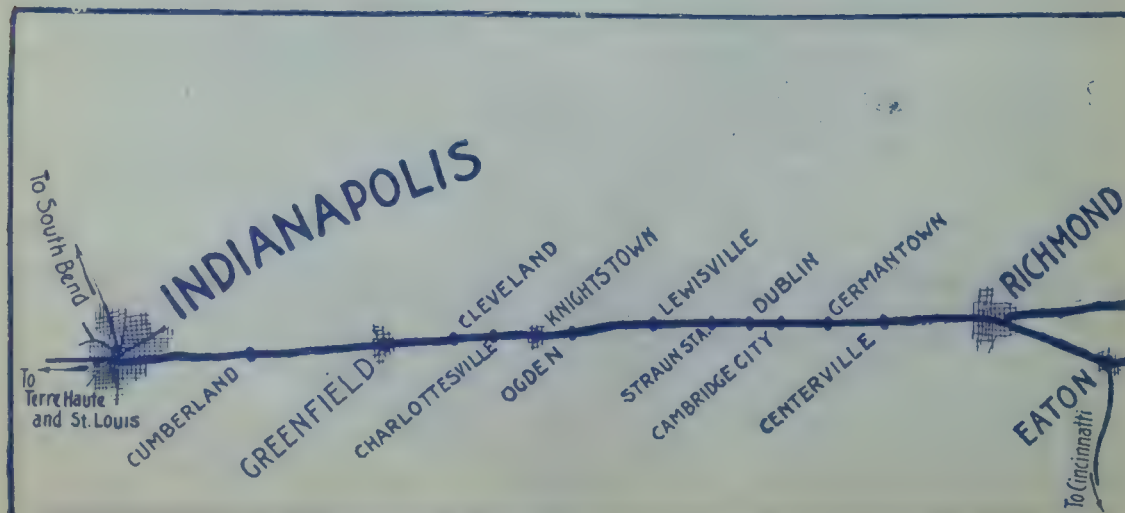 To South Bend
INDIANAPOLIS
To
Terre Haute
and St. Louis
CUMBERLAND
GREENFIELD
CLEVELAND
CHARLOTTESVILLE
KNIGHTSTOWN
OGDEN
LEWISVILLE
STRAUN STA.
DUBLIN
CAMBRIDGE CITY
GERMANTOWN
CENTERVILLE
RICHMOND
EATON
To Cincinnatti